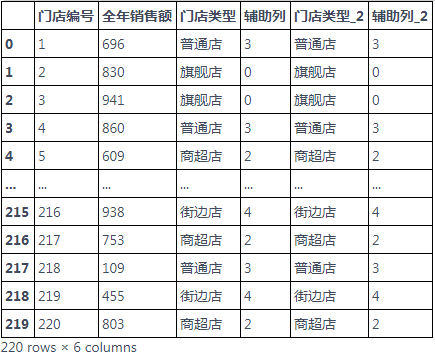 门店编号 全年销售额 门店类型 辅助列 门店类型_2 辅助列_2
0 1 696 普通店 3 普通店 3
1 2 830 旗舰店 0 旗舰店 0
2 3 941 旗舰店 0 旗舰店 0
3 4 860 普通店 3 普通店 3
4 5 609 商超店 2 商超店 2
... ... ... ... ... ... ...
215 216 938 街边店 4 街边店 4
216 217 753 商超店 2 商超店 2
217 218 109 普通店 3 普通店 3
218 219 455 街边店 4 街边店 4
219 220 803 商超店 2 商超店 2
220 rows × 6 columns